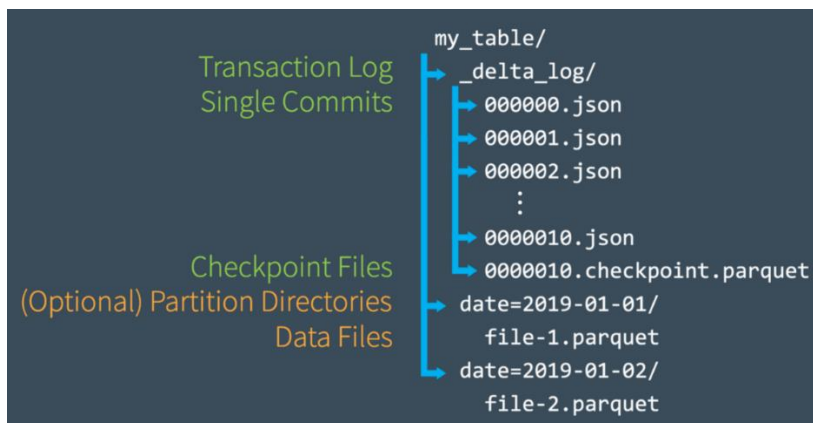 my_table/
Transaction Log
_delta_log/
Single Commits
000000.json
000001.json
000002.json
⋮
0000010.json
Checkpoint Files
0000010.checkpoint.parquet
(Optional) Partition Directories
date=2019-01-01/
Data Files
file-1.parquet
date=2019-01-02/
file-2.parquet